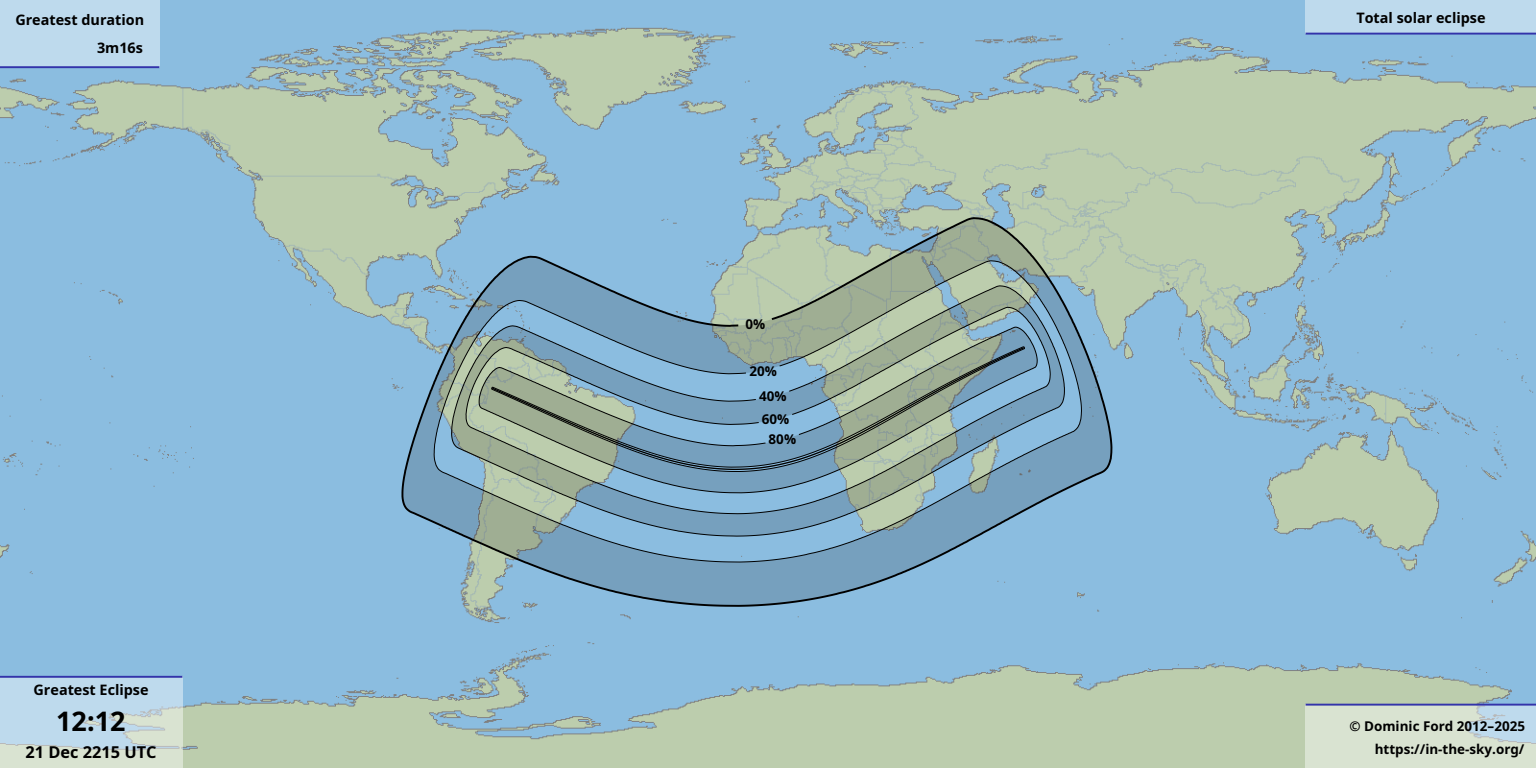 Greatest duration
3m16s
Total solar eclipse
0%
20%
40%
60%
80%
Greatest Eclipse
12:12
21 Dec 2215 UTC
© Dominic Ford 2012–2025
https://in-the-sky.org/